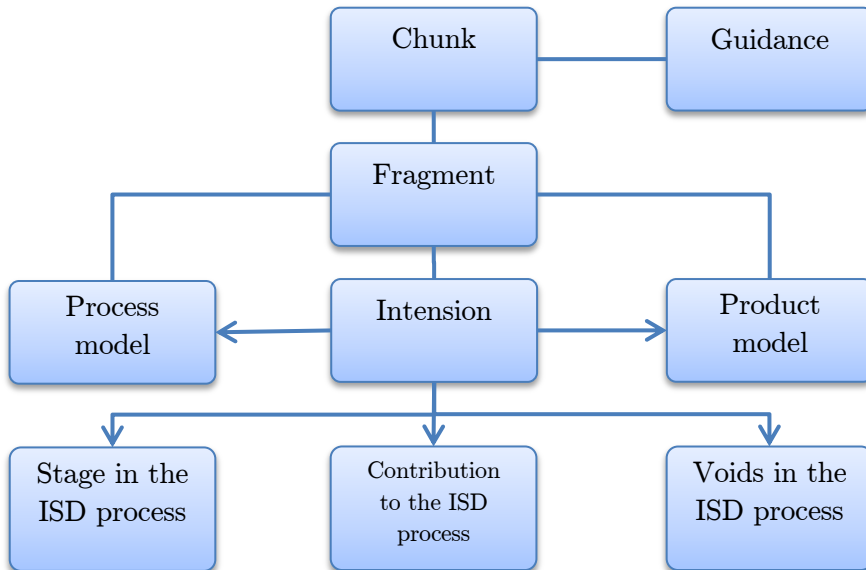 Chunk
Guidance
Fragment
Process
model
Intension
Product
model
Stage in the
ISD process
Contribution
to the ISD
process
Voids in the
ISD process